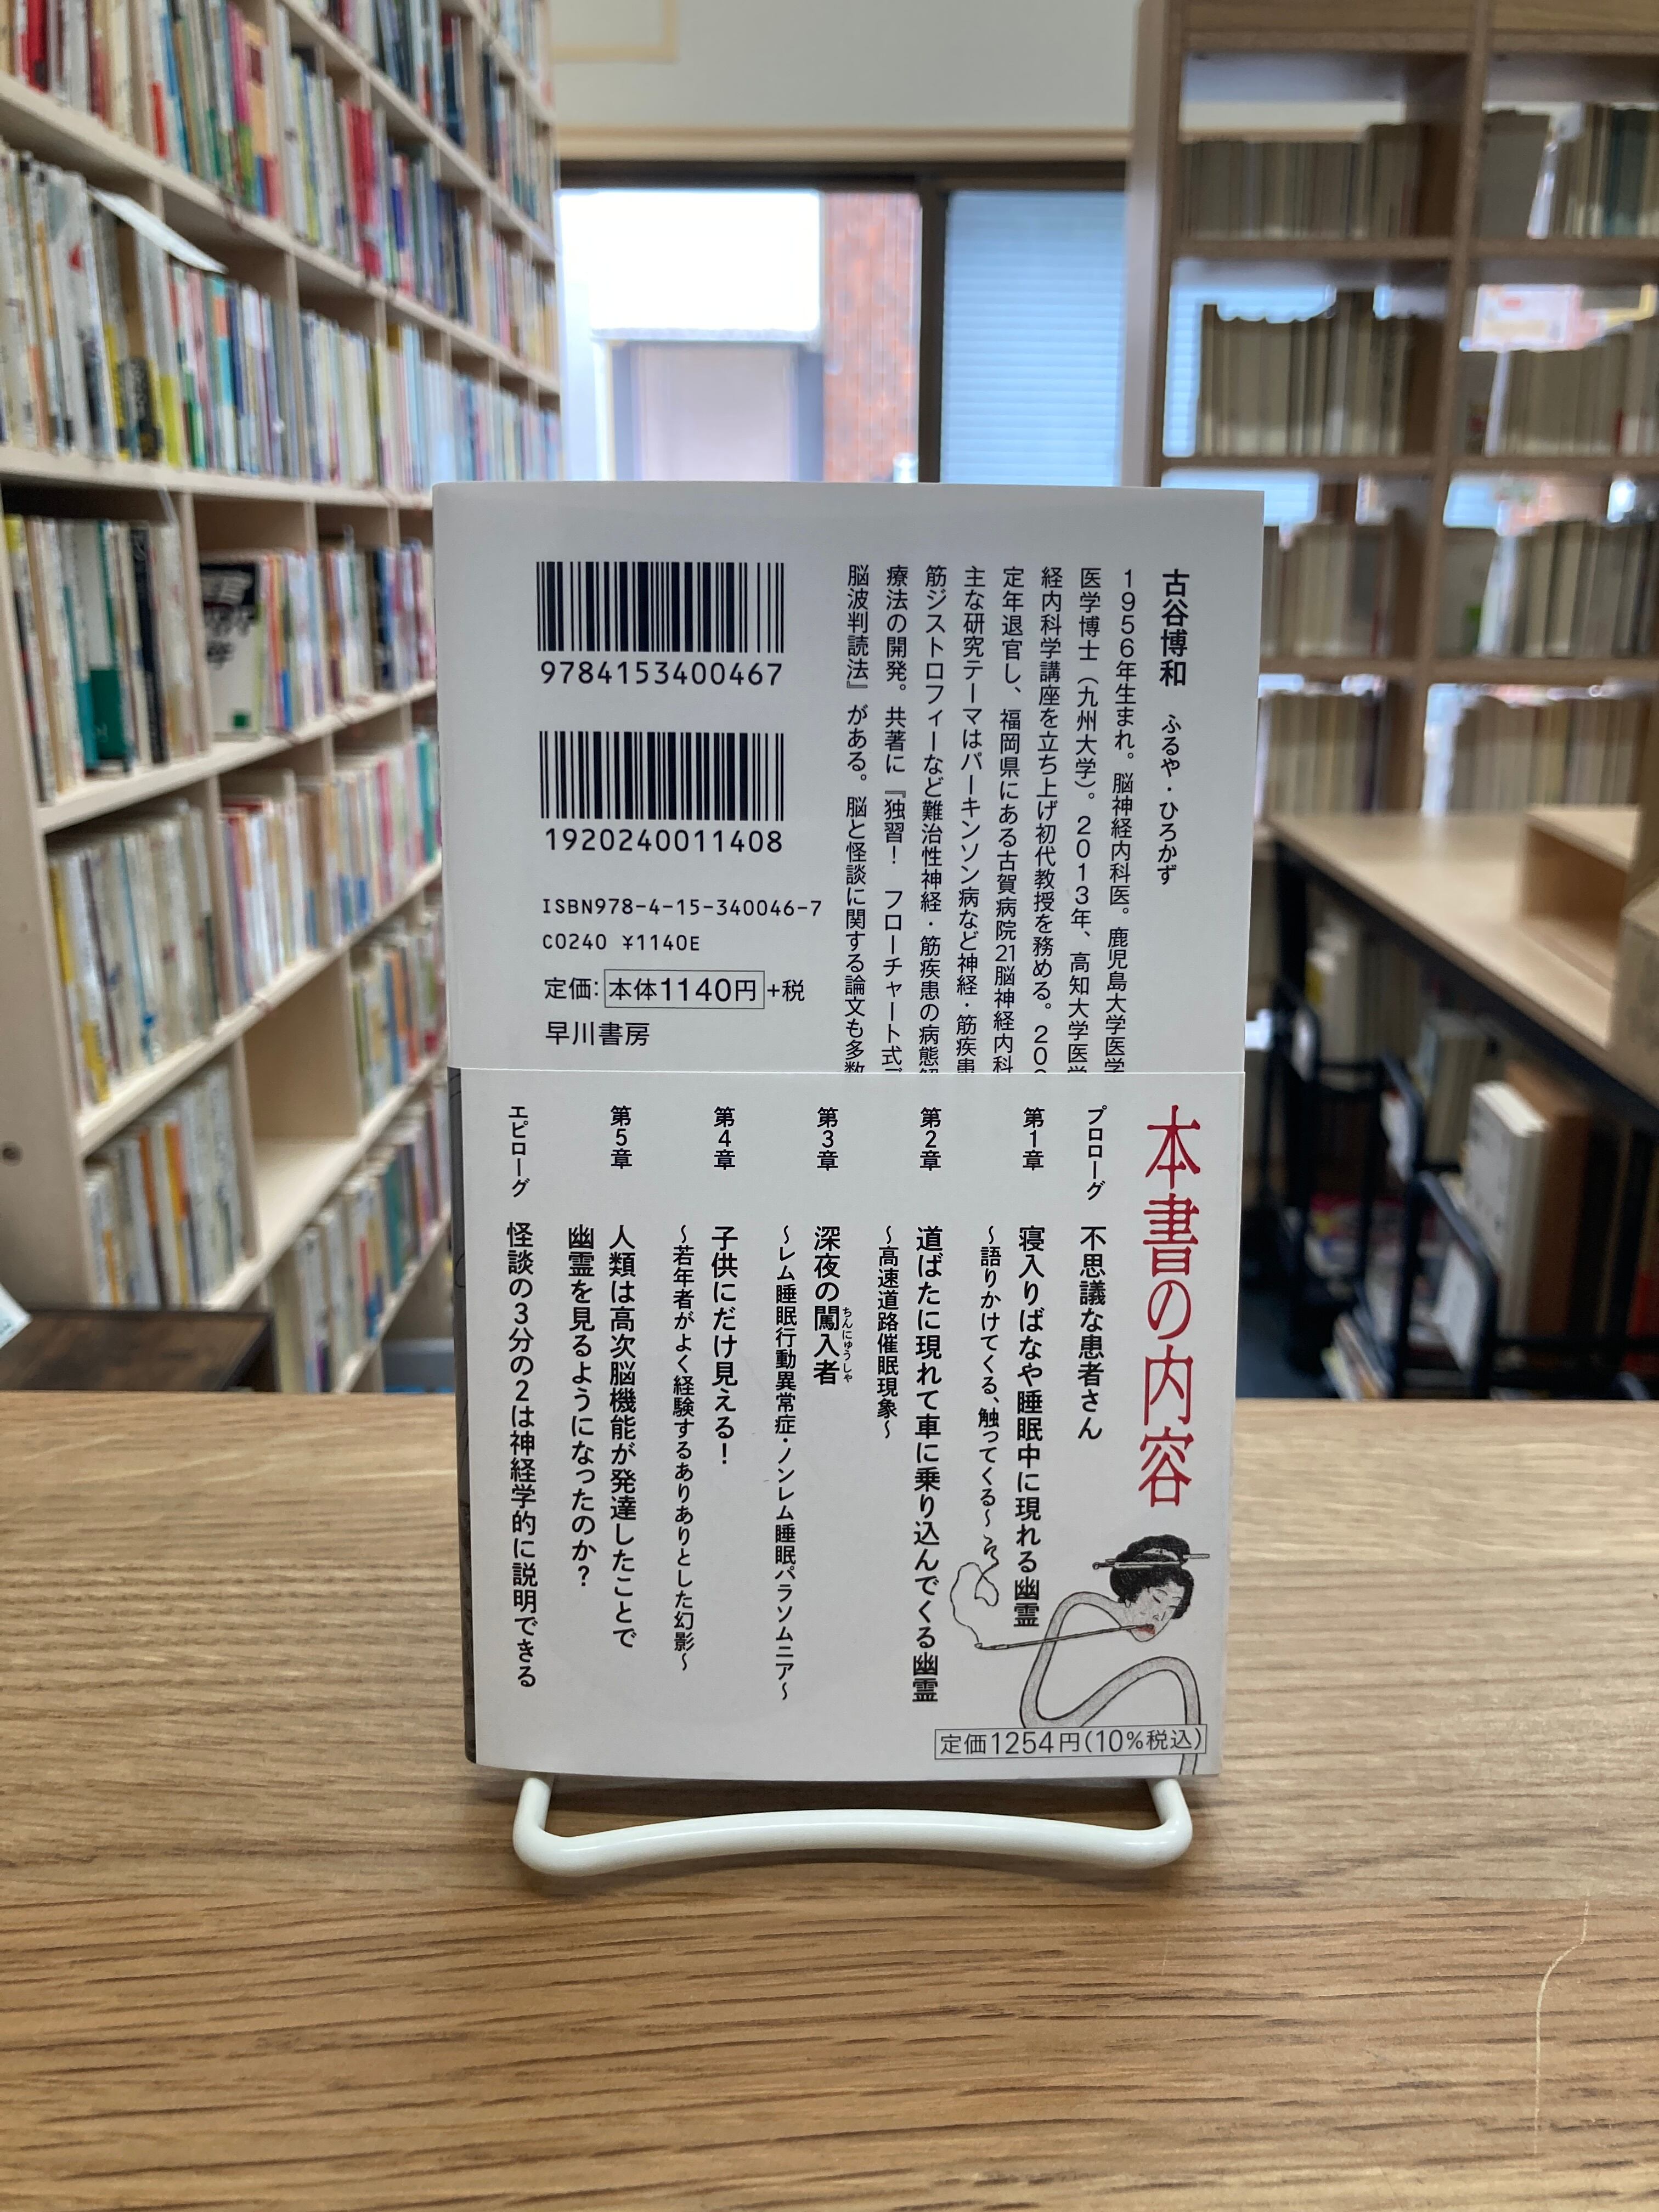 古谷博和 ふるや・ひろかず
1956年生まれ。脳神経内科医。鹿児島大学医学
医学博士（九州大学）。2013年、高知大学医学
経内科学講座を立ち上げ初代教授を務める。20
定年退官し、福岡県にある古賀病院21脳神経内科
主な研究テーマはパーキンソン病など神経・筋疾患
筋ジストロフィーなど難治性神経・筋疾患の病態解
療法の開発。共著に『独習！ フローチャート式
脳波判読法』がある。脳と怪談に関する論文も多数
9784153400467
1920240011408
ISBN978-4-15-340046-7
C0240 ¥1140E
定価:本体1140円+税
早川書房
本書の内容
プロローグ 不思議な患者さん
第1章 寝入りばなや睡眠中に現れる幽霊
〜語りかけてくる、触ってくる〜
第2章 道ばたに現れて車に乗り込んでくる幽霊
〜高速道路催眠現象〜
第3章 深夜の闖入者
ちんにゅうしゃ
〜レム睡眠行動異常症・ノンレム睡眠パラソムニア〜
第4章 子供にだけ見える！
〜若年者がよく経験するありありとした幻影〜
第5章 人類は高次脳機能が発達したことで
幽霊を見るようになったのか？
エピローグ 怪談の3分の2は神経学的に説明できる
定価1254円(10%税込)